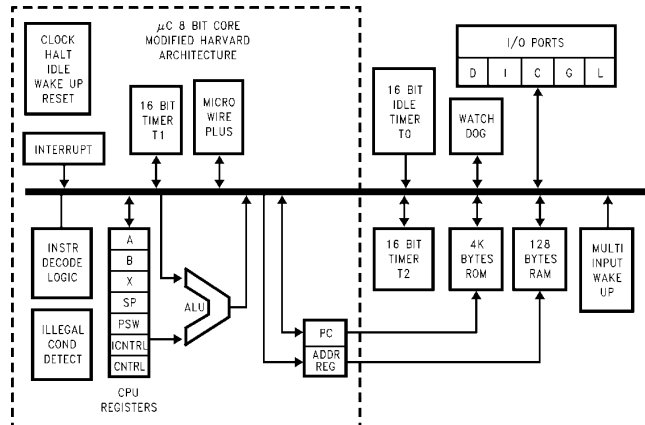 μC 8 BIT CORE
MODIFIED HARVARD
ARCHITECTURE
CLOCK
HALT
IDLE
WAKE UP
RESET
I/O PORTS
D I C G L
16 BIT
TIMER
T1
MICRO
WIRE
PLUS
16 BIT
IDLE
TIMER
T0
WATCH
DOG
INTERRUPT
INSTR
DECODE
LOGIC
A
B
X
SP
PSW
ICNTRL
CNTRL
ALU
16 BIT
TIMER
T2
4K
BYTES
ROM
128
BYTES
RAM
MULTI
INPUT
WAKE
UP
ILLEGAL
COND
DETECT
PC
ADDR
REG
CPU
REGISTERS